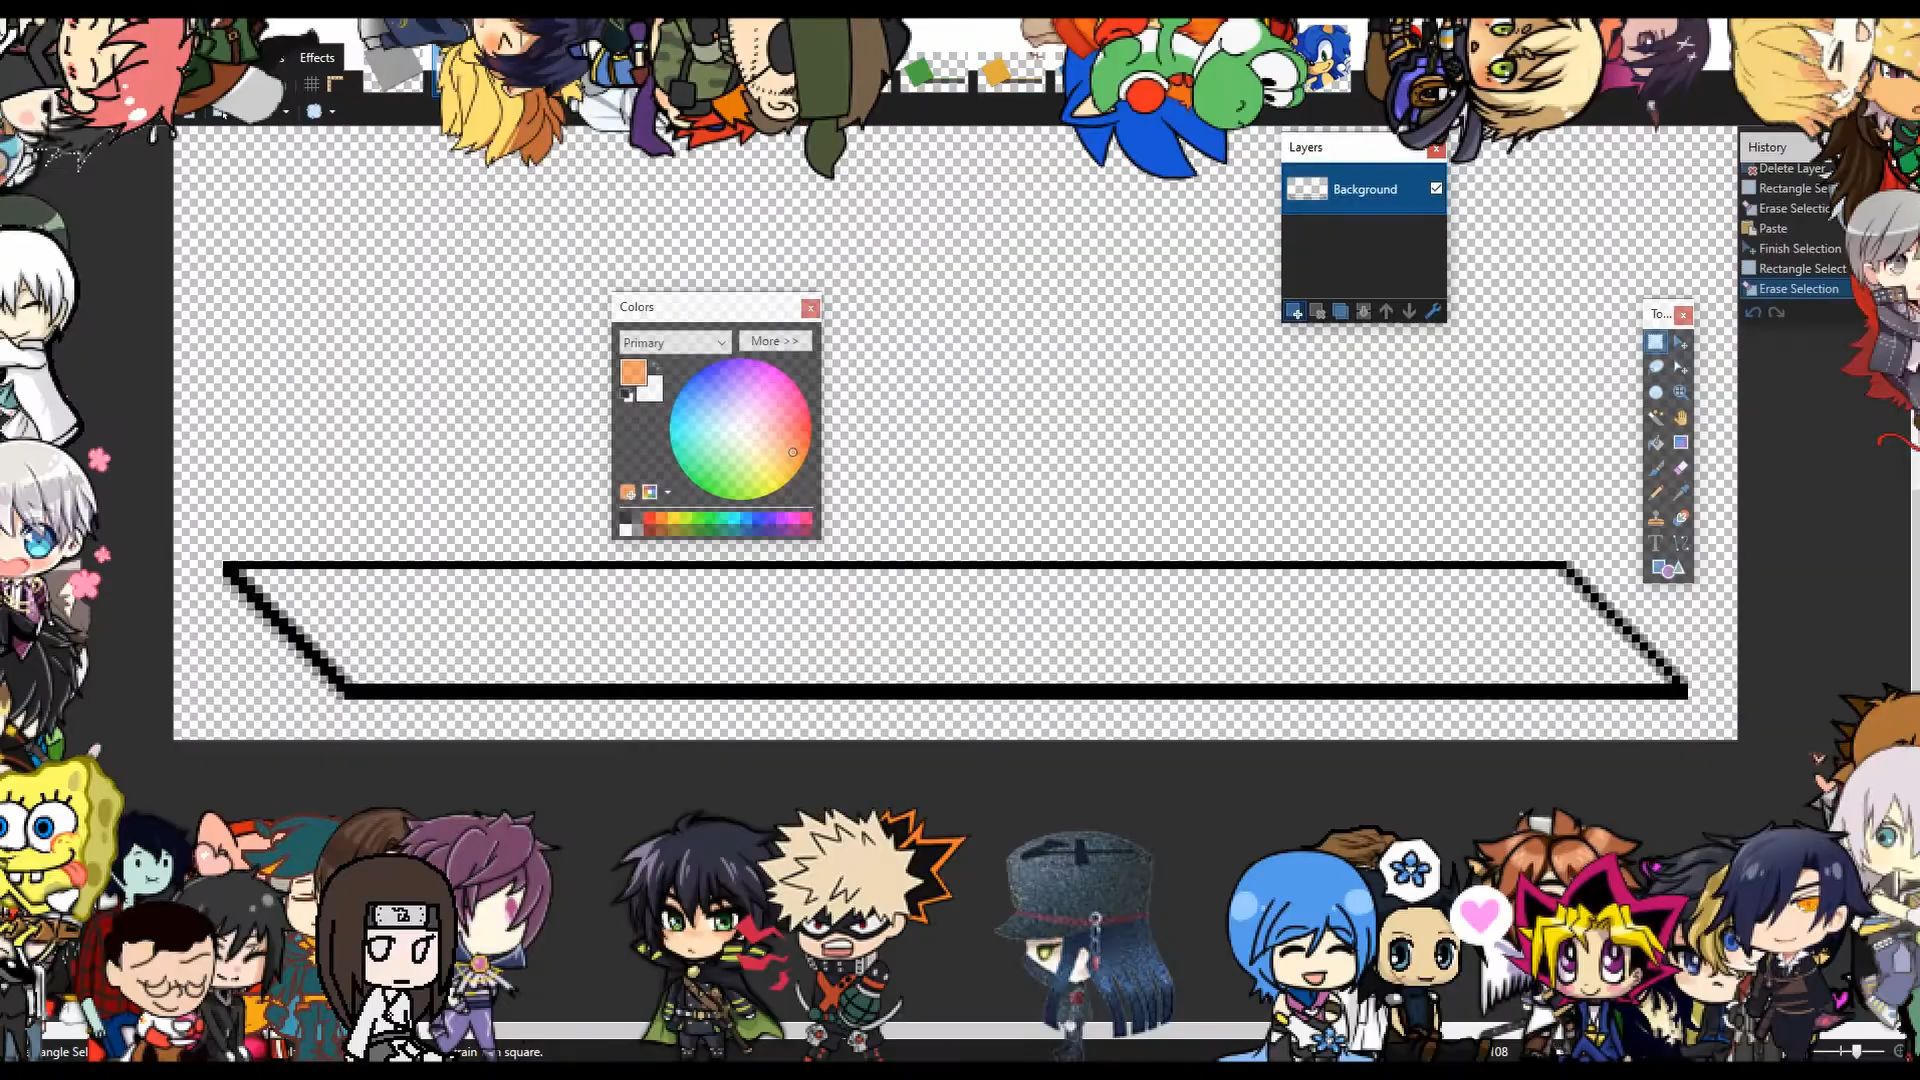 Effects
Layers
Background
History
Delete Layer
Rectangle Se
Erase Selectic
Paste
Finish Selection
Rectangle Select
Erase Selection
Colors
Primary
More >>
To...
T
angle Sel
square.
108